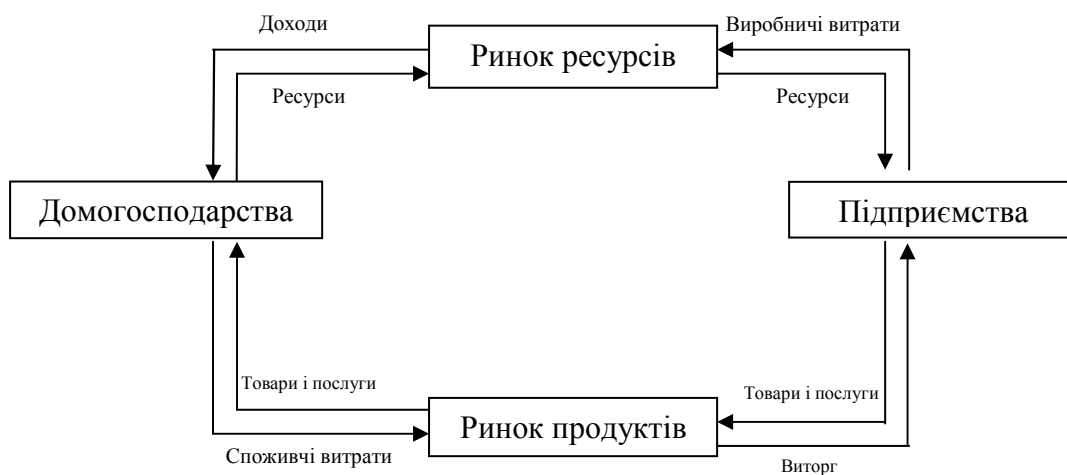 Доходи
Виробничі витрати
Ринок ресурсів
Ресурси
Ресурси
Домогосподарства
Підприємства
Товари і послуги
Товари і послуги
Ринок продуктів
Споживчі витрати
Виторг